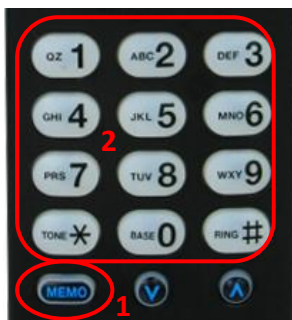 QZ 1 ABC 2 DEF 3
GHI 4 JKL 5 MNO 6
2
PRS 7 TUV 8 WXY 9
TONE * BASE 0 RING #
MEMO 1